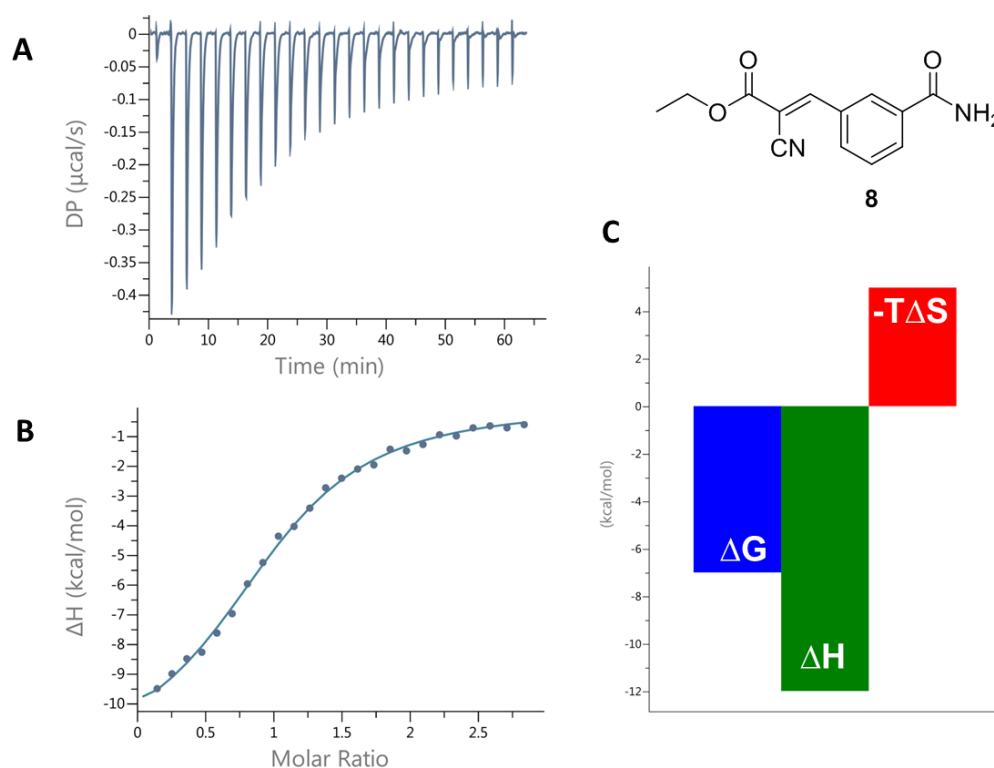 A
0
-0.05
-0.1
-0.15
-0.2
-0.25
-0.3
-0.35
-0.4
DP (μcal/s)
0 10 20 30 40 50 60
Time (min)
O
O
CN
O
NH2
8
B
-1
-2
-3
-4
-5
-6
-7
-8
-9
-10
ΔH (kcal/mol)
0 0.5 1 1.5 2 2.5
Molar Ratio
C
4
2
0
-2
-4
-6
-8
-10
-12
(kcal/mol)
-TΔS
ΔG
ΔH